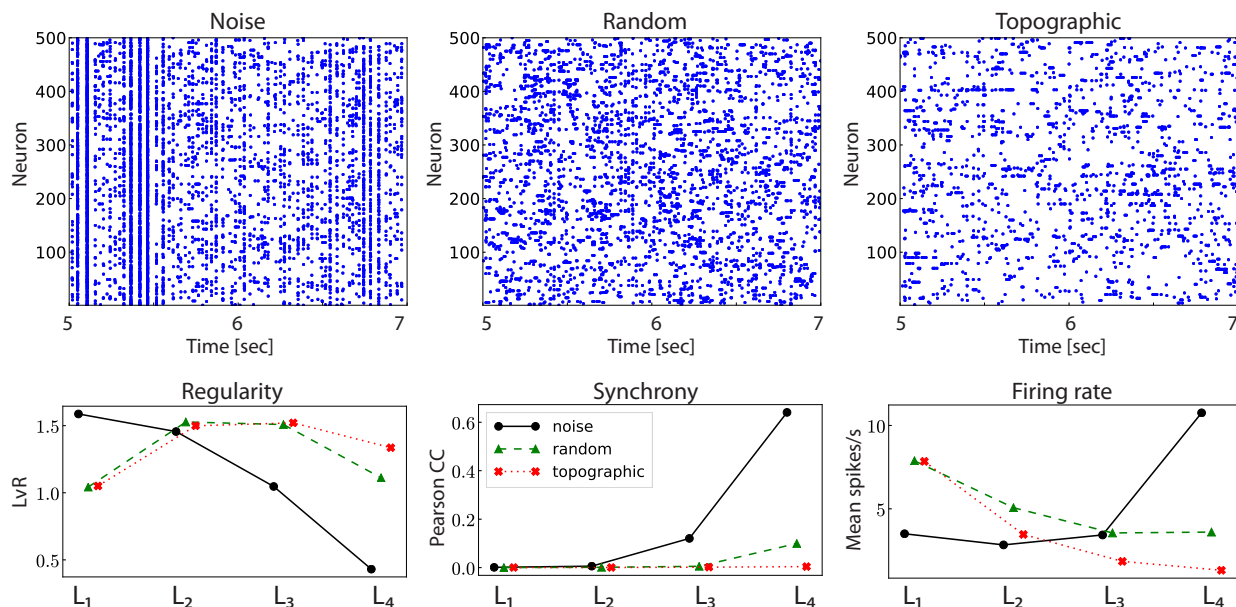 Noise
Random
Topographic
500
400
300
200
100
Neuron
5
6
7
Time [sec]
500
400
300
200
100
Neuron
5
6
7
Time [sec]
500
400
300
200
100
Neuron
5
6
7
Time [sec]
Regularity
1.5
1.0
0.5
LvR
L1
L2
L3
L4
Synchrony
0.6
0.4
0.2
0.0
Pearson CC
noise
random
topographic
L1
L2
L3
L4
Firing rate
10
5
Mean spikes/s
L1
L2
L3
L4